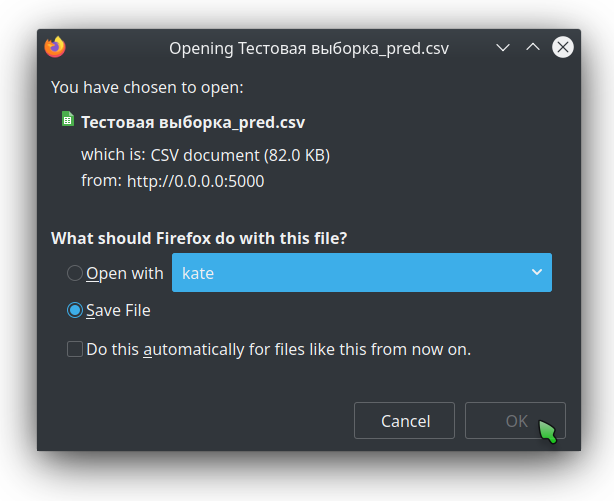 Opening Тестовая выборка_pred.csv
You have chosen to open:
Тестовая выборка_pred.csv
which is: CSV document (82.0 KB)
from: http://0.0.0.0:5000
What should Firefox do with this file?
Open with kate
Save File
Do this automatically for files like this from now on.
Cancel OK